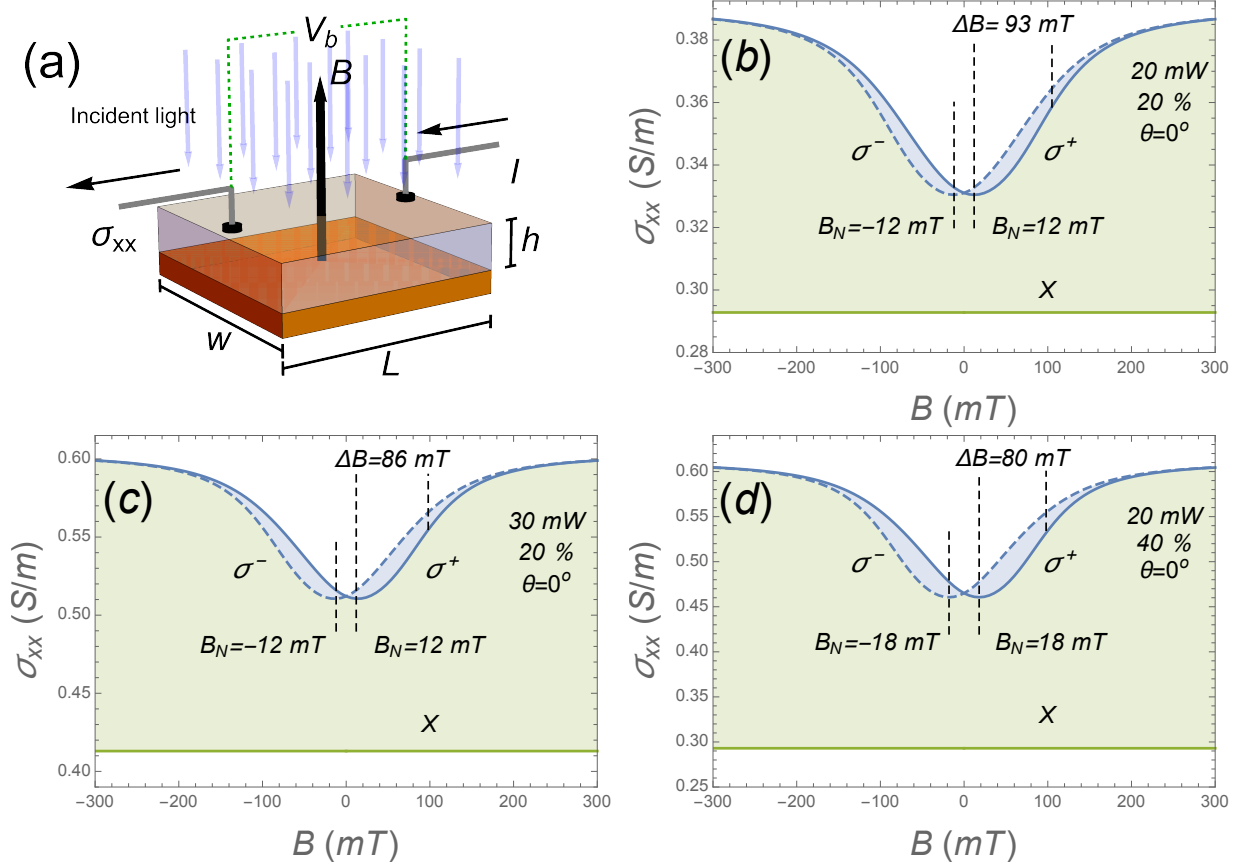 (a)
V_b
B
Incident light
I
σ_xx
h
w
L
(b)
ΔB= 93 mT
20 mW
20 %
θ=0°
σ⁻
σ⁺
B_N=−12 mT
B_N=12 mT
X
σ_xx (S/m)
0.38
0.36
0.34
0.32
0.30
0.28
−300
−200
−100
0
100
200
300
B (mT)
(c)
ΔB=86 mT
30 mW
20 %
θ=0°
σ⁻
σ⁺
B_N=−12 mT
B_N=12 mT
X
σ_xx (S/m)
0.60
0.55
0.50
0.45
0.40
−300
−200
−100
0
100
200
300
B (mT)
(d)
ΔB=80 mT
20 mW
40 %
θ=0°
σ⁻
σ⁺
B_N=−18 mT
B_N=18 mT
X
σ_xx (S/m)
0.60
0.55
0.50
0.45
0.40
0.35
0.30
0.25
−300
−200
−100
0
100
200
300
B (mT)